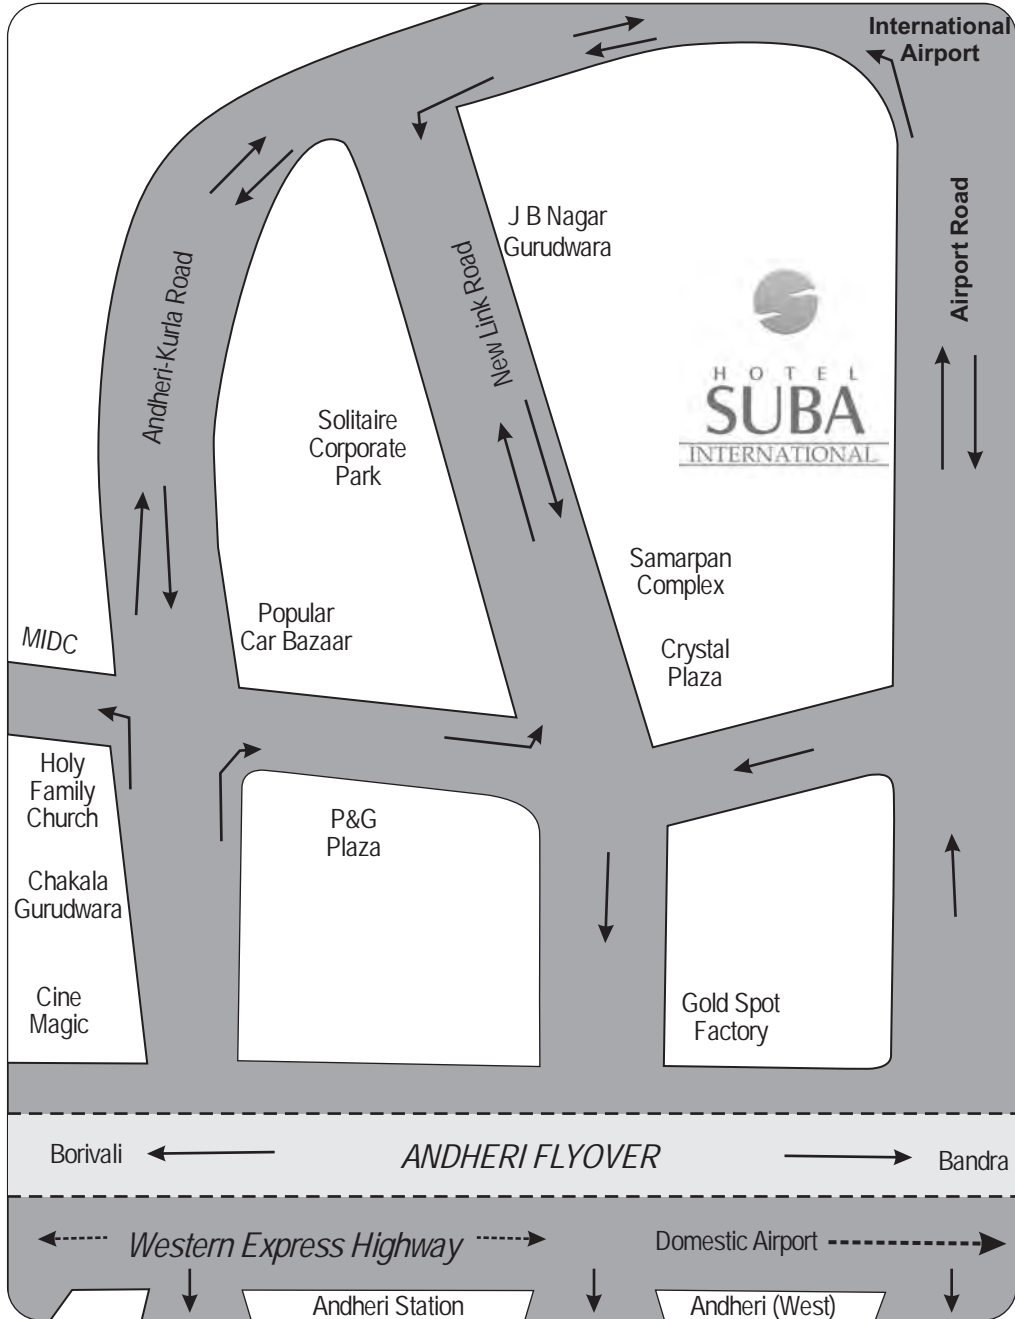 International
Airport
Airport Road
J B Nagar
Gurudwara
New Link Road
Andheri-Kurla Road
HOTEL
SUBA
INTERNATIONAL
Solitaire
Corporate
Park
Samarpan
Complex
Popular
Car Bazaar
MIDC
Crystal
Plaza
Holy
Family
Church
P&G
Plaza
Chakala
Gurudwara
Cine
Magic
Gold Spot
Factory
Borivali
ANDHERI FLYOVER
Bandra
Western Express Highway
Domestic Airport
Andheri Station
Andheri (West)